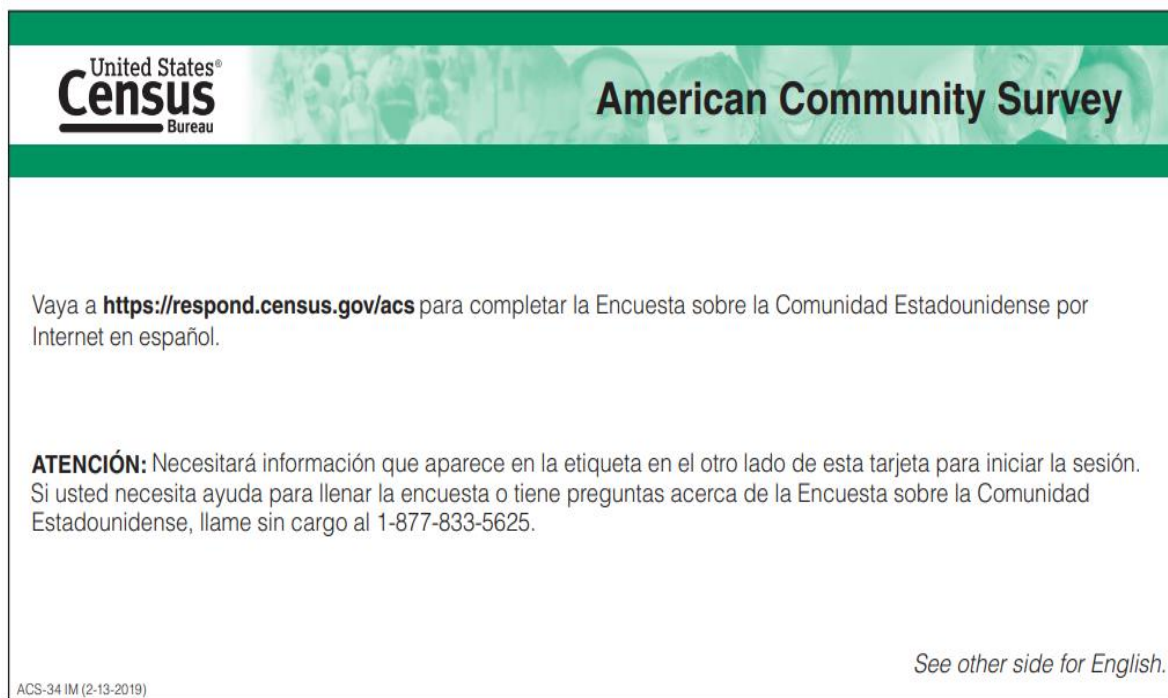 United States®
Census
Bureau
American Community Survey
Vaya a https://respond.census.gov/acs para completar la Encuesta sobre la Comunidad Estadounidense por
Internet en español.
ATENCIÓN: Necesitará información que aparece en la etiqueta en el otro lado de esta tarjeta para iniciar la sesión.
Si usted necesita ayuda para llenar la encuesta o tiene preguntas acerca de la Encuesta sobre la Comunidad
Estadounidense, llame sin cargo al 1-877-833-5625.
See other side for English.
ACS-34 IM (2-13-2019)